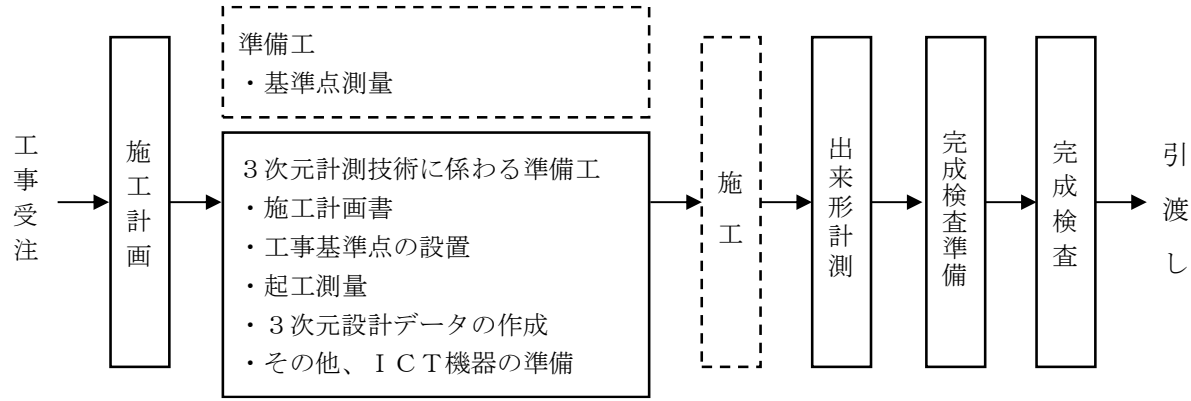 工事受注
施工計画
準備工
・基準点測量
３次元計測技術に係わる準備工
・施工計画書
・工事基準点の設置
・起工測量
・３次元設計データの作成
・その他、ＩＣＴ機器の準備
施工
出来形計測
完成検査準備
完成検査
引渡し